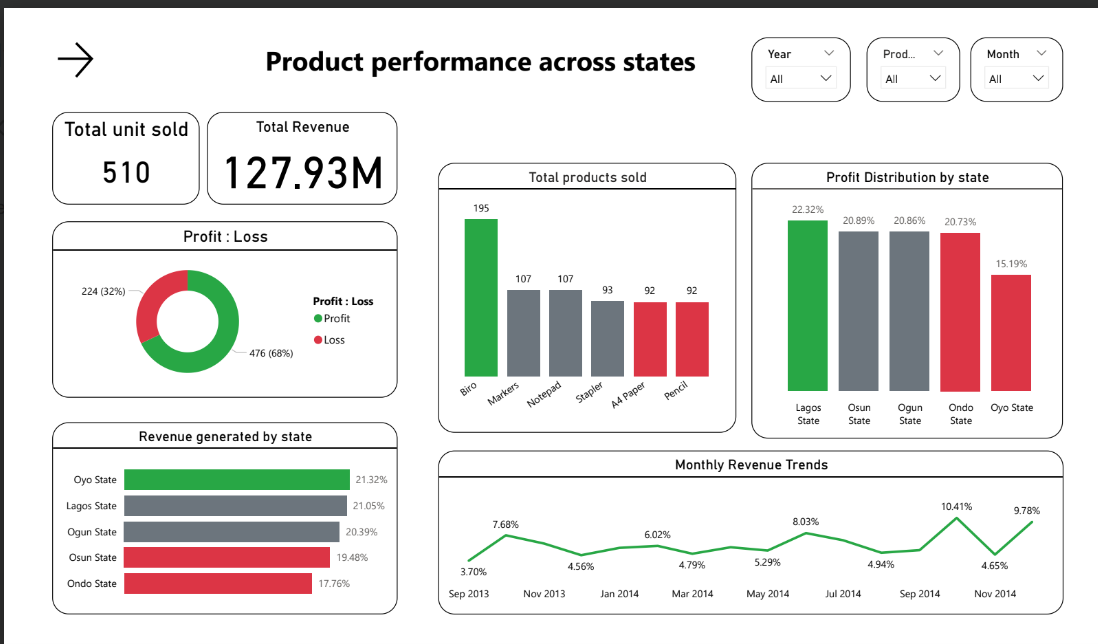 Product performance across states
Year
All
Prod...
All
Month
All
Total unit sold
510
Total Revenue
127.93M
Profit : Loss
224 (32%)
476 (68%)
Profit : Loss
Profit
Loss
Total products sold
195
107
107
93
92
92
Biro
Markers
Notepad
Stapler
A4 Paper
Pencil
Profit Distribution by state
22.32%
20.89%
20.86%
20.73%
15.19%
Lagos
State
Osun
State
Ogun
State
Ondo
State
Oyo State
Revenue generated by state
Oyo State
21.32%
Lagos State
21.05%
Ogun State
20.39%
Osun State
19.48%
Ondo State
17.76%
Monthly Revenue Trends
3.70%
7.68%
4.56%
6.02%
4.79%
5.29%
8.03%
4.94%
10.41%
4.65%
9.78%
Sep 2013
Nov 2013
Jan 2014
Mar 2014
May 2014
Jul 2014
Sep 2014
Nov 2014